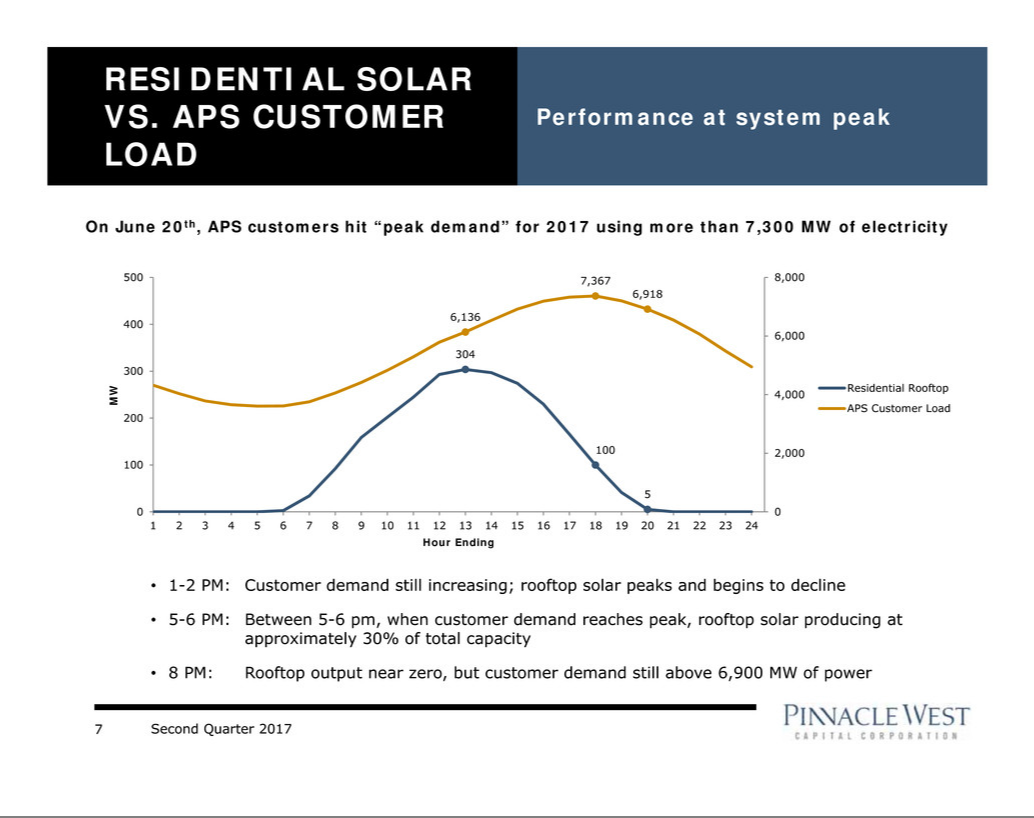 RESIDENTIAL SOLAR
VS. APS CUSTOMER
LOAD
Performance at system peak
On June 20th, APS customers hit “peak demand” for 2017 using more than 7,300 MW of electricity
500
400
300
200
100
0
MW
8,000
6,000
4,000
2,000
0
7,367
6,918
6,136
304
100
5
1 2 3 4 5 6 7 8 9 10 11 12 13 14 15 16 17 18 19 20 21 22 23 24
Hour Ending
Residential Rooftop
APS Customer Load
• 1-2 PM: Customer demand still increasing; rooftop solar peaks and begins to decline
• 5-6 PM: Between 5-6 pm, when customer demand reaches peak, rooftop solar producing at
approximately 30% of total capacity
• 8 PM: Rooftop output near zero, but customer demand still above 6,900 MW of power
7 Second Quarter 2017
PINNACLE WEST
CAPITAL CORPORATION